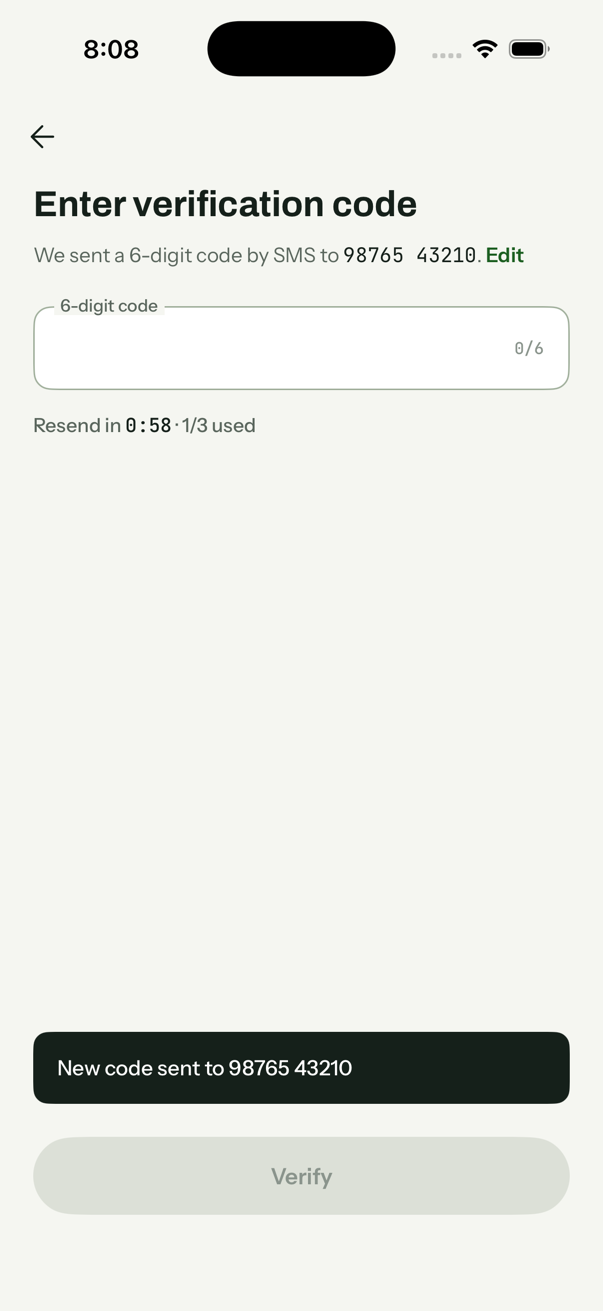 8:08
Enter verification code
We sent a 6-digit code by SMS to 98765 43210. Edit
6-digit code
0/6
Resend in 0:58 · 1/3 used
New code sent to 98765 43210
Verify